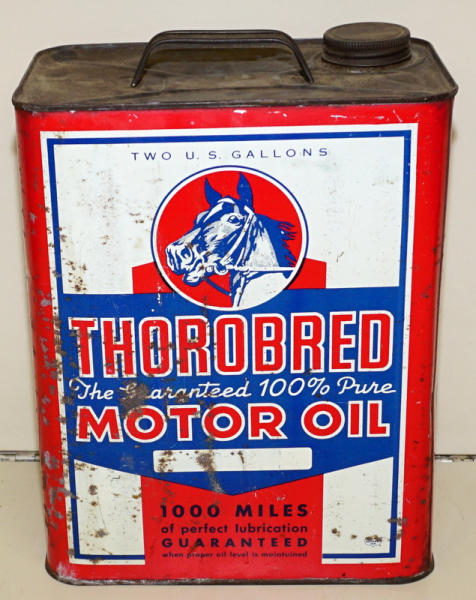 TWO U.S. GALLONS
THOROBRED
The Guaranteed 100% Pure
MOTOR OIL
1000 MILES
of perfect lubrication
GUARANTEED
when proper oil level is maintained